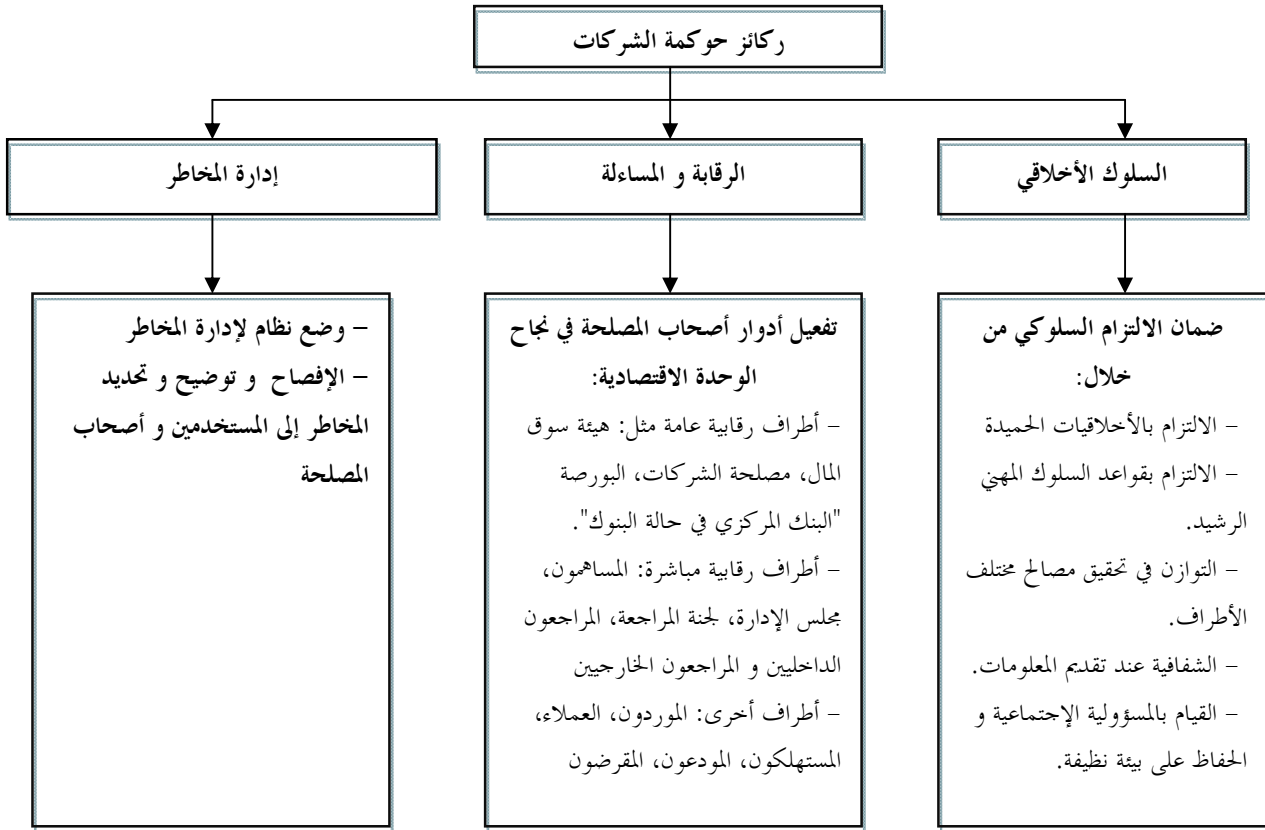 ركائز حوكمة الشركات
السلوك الأخلاقي
الرقابة و المساءلة
إدارة المخاطر
ضمان الالتزام السلوكي من
خلال:
– الالتزام بالأخلاقيات الحميدة
– الالتزام بقواعد السلوك المهني
الرشيد.
– التوازن في تحقيق مصالح مختلف
الأطراف.
– الشفافية عند تقديم المعلومات.
– القيام بالمسؤولية الإجتماعية و
الحفاظ على بيئة نظيفة.
تفعيل أدوار أصحاب المصلحة في نجاح
الوحدة الاقتصادية:
– أطراف رقابية عامة مثل: هيئة سوق
المال، مصلحة الشركات، البورصة
"البنك المركزي في حالة البنوك".
– أطراف رقابية مباشرة: المساهمون،
مجلس الإدارة، لجنة المراجعة، المراجعون
الداخليين و المراجعون الخارجيين
– أطراف أخرى: الموردون، العملاء،
المستهلكون، المودعون، المقرضون
– وضع نظام لإدارة المخاطر
– الإفصاح و توضيح و تحديد
المخاطر إلى المستخدمين و أصحاب
المصلحة